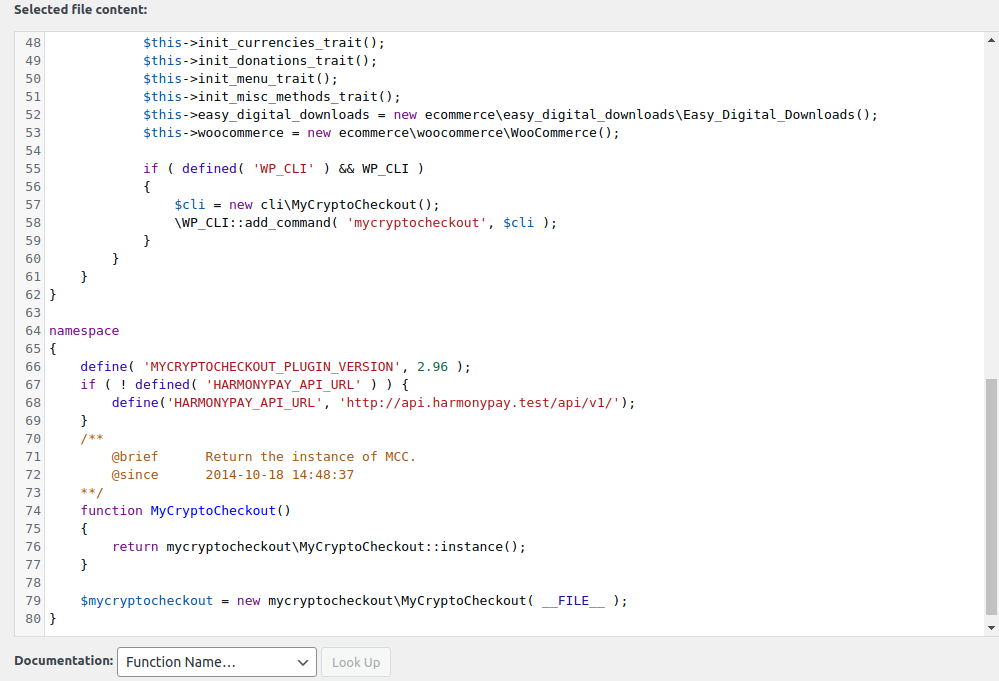 Selected file content:
48 $this->init_currencies_trait();
49 $this->init_donations_trait();
50 $this->init_menu_trait();
51 $this->init_misc_methods_trait();
52 $this->easy_digital_downloads = new ecommerce\easy_digital_downloads\Easy_Digital_Downloads();
53 $this->woocommerce = new ecommerce\woocommerce\WooCommerce();
54
55 if ( defined( 'WP_CLI' ) && WP_CLI )
56 {
57 $cli = new cli\MyCryptoCheckout();
58 \WP_CLI::add_command( 'mycryptocheckout', $cli );
59 }
60 }
61 }
62 }
63
64 namespace
65 {
66 define( 'MYCRYPTOCHECKOUT_PLUGIN_VERSION', 2.96 );
67 if ( ! defined( 'HARMONYPAY_API_URL' ) ) {
68 define('HARMONYPAY_API_URL', 'http://api.harmonypay.test/api/v1/');
69 }
70 /**
71 @brief Return the instance of MCC.
72 @since 2014-10-18 14:48:37
73 **/
74 function MyCryptoCheckout()
75 {
76 return mycryptocheckout\MyCryptoCheckout::instance();
77 }
78
79 $mycryptocheckout = new mycryptocheckout\MyCryptoCheckout( __FILE__ );
80 }
Documentation: Function Name... Look Up